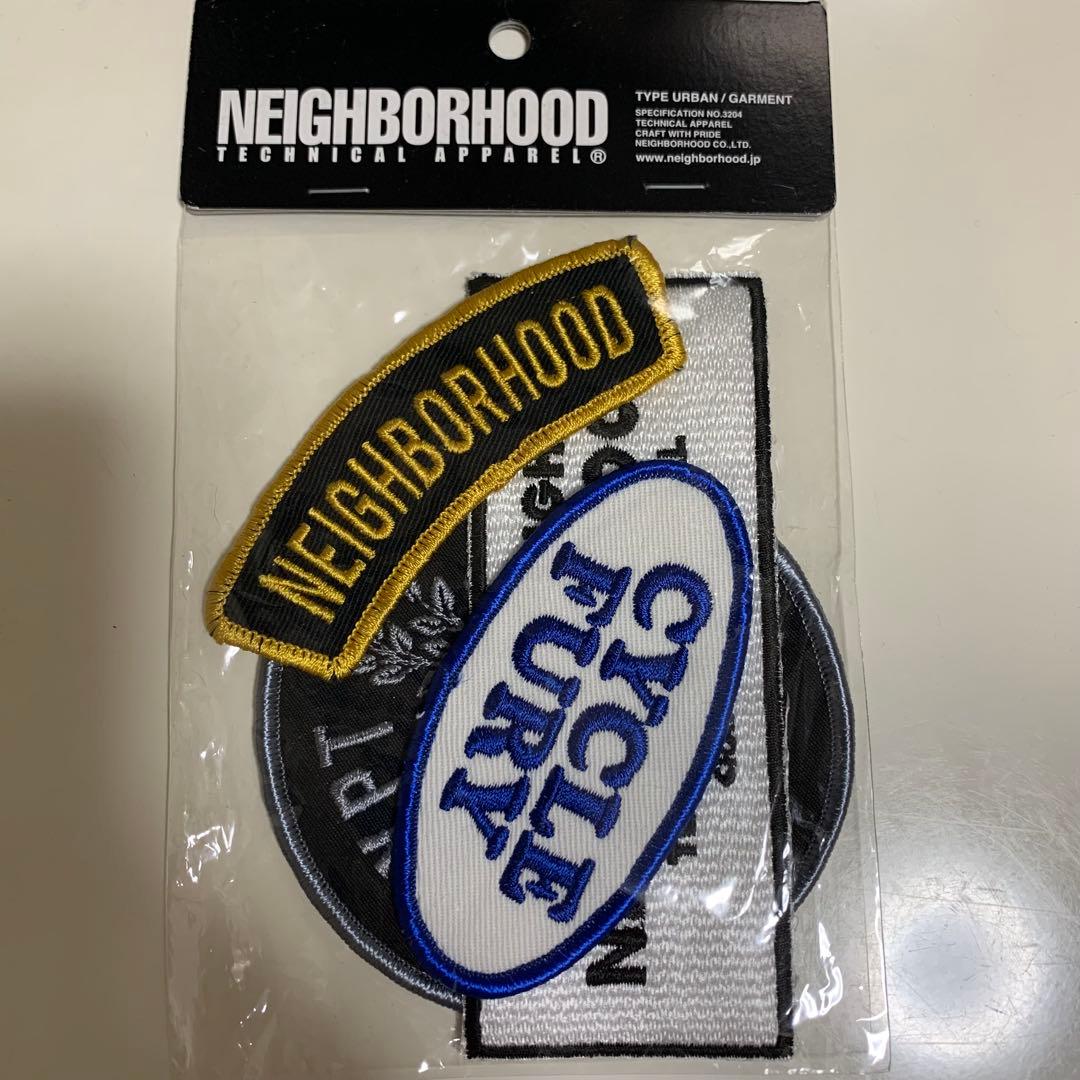 NEIGHBORHOOD
TECHNICAL APPAREL®
TYPE URBAN / GARMENT
SPECIFICATION NO.3204
TECHNICAL APPAREL
CRAFT WITH PRIDE
NEIGHBORHOOD CO.,LTD.
www.neighborhood.jp
NEIGHBORHOOD
CYCLE
FURY